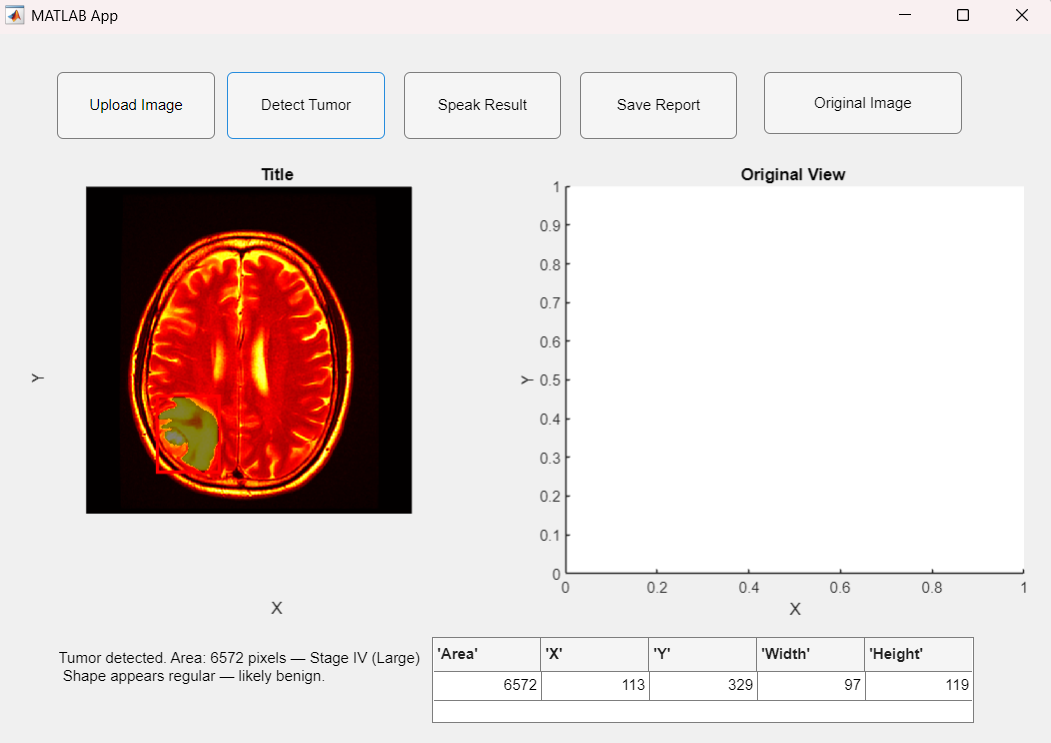 MATLAB App
Upload Image
Detect Tumor
Speak Result
Save Report
Original Image
Title
Y
X
Original View
1
0.9
0.8
0.7
0.6
0.5
0.4
0.3
0.2
0.1
0
Y
0 0.2 0.4 0.6 0.8 1
X
Tumor detected. Area: 6572 pixels — Stage IV (Large)
Shape appears regular — likely benign.
'Area' 'X' 'Y' 'Width' 'Height'
6572 113 329 97 119